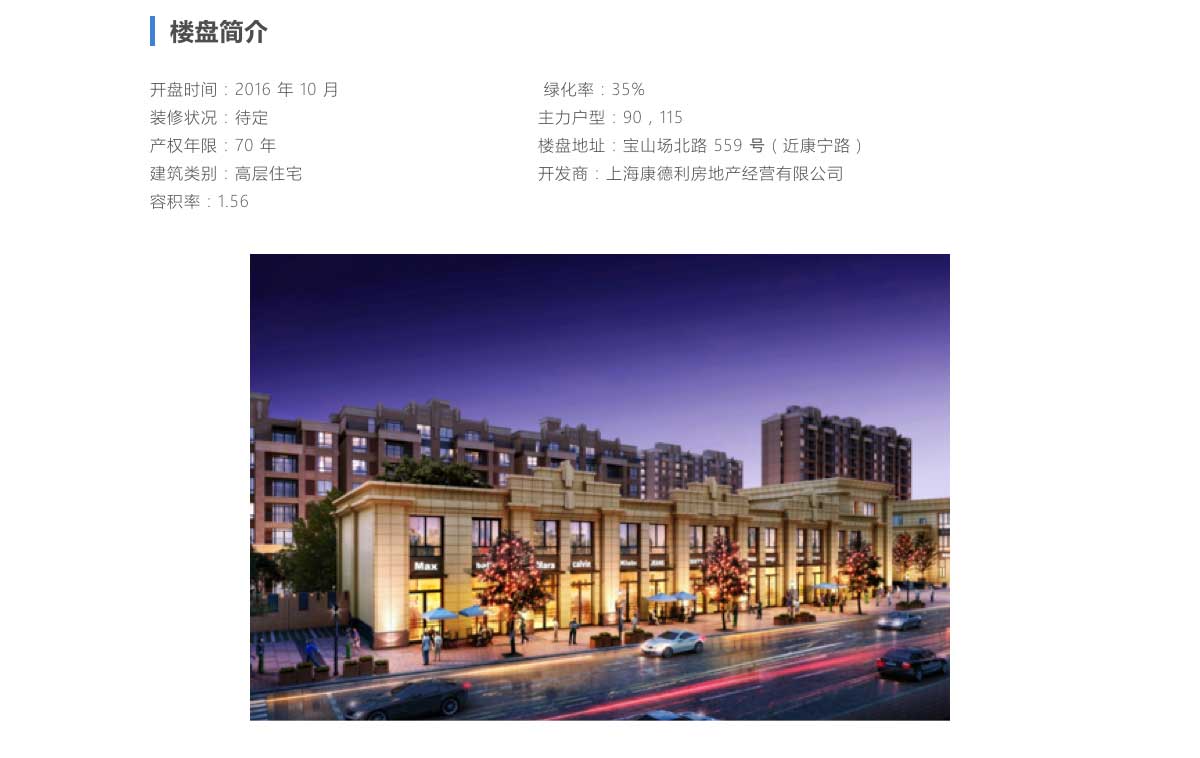 楼盘简介
开盘时间：2016 年 10 月
绿化率：35%
装修状况：待定
主力户型：90，115
产权年限：70 年
楼盘地址：宝山场北路 559 号（近康宁路）
建筑类别：高层住宅
开发商：上海康德利房地产经营有限公司
容积率：1.56
Max
calvin